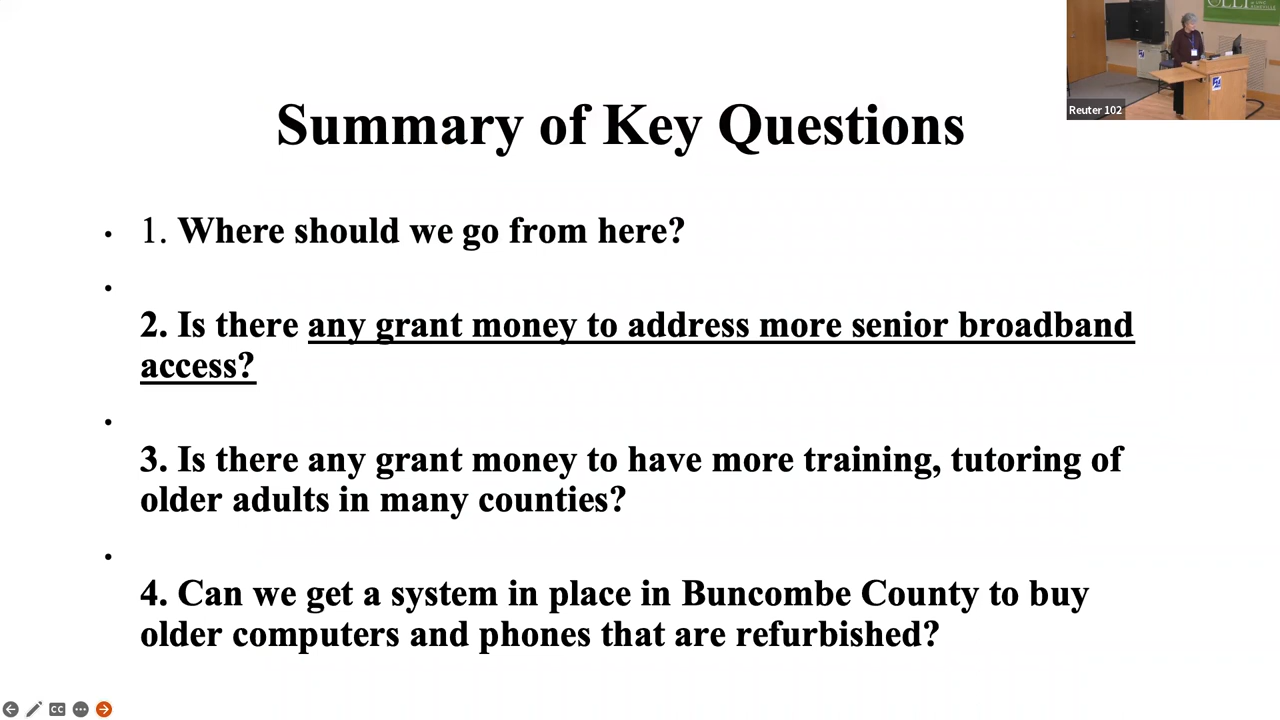 OLLI
Reuter 102
Summary of Key Questions
• 1. Where should we go from here?
•
2. Is there any grant money to address more senior broadband
access?
•
3. Is there any grant money to have more training, tutoring of
older adults in many counties?
•
4. Can we get a system in place in Buncombe County to buy
older computers and phones that are refurbished?
CC